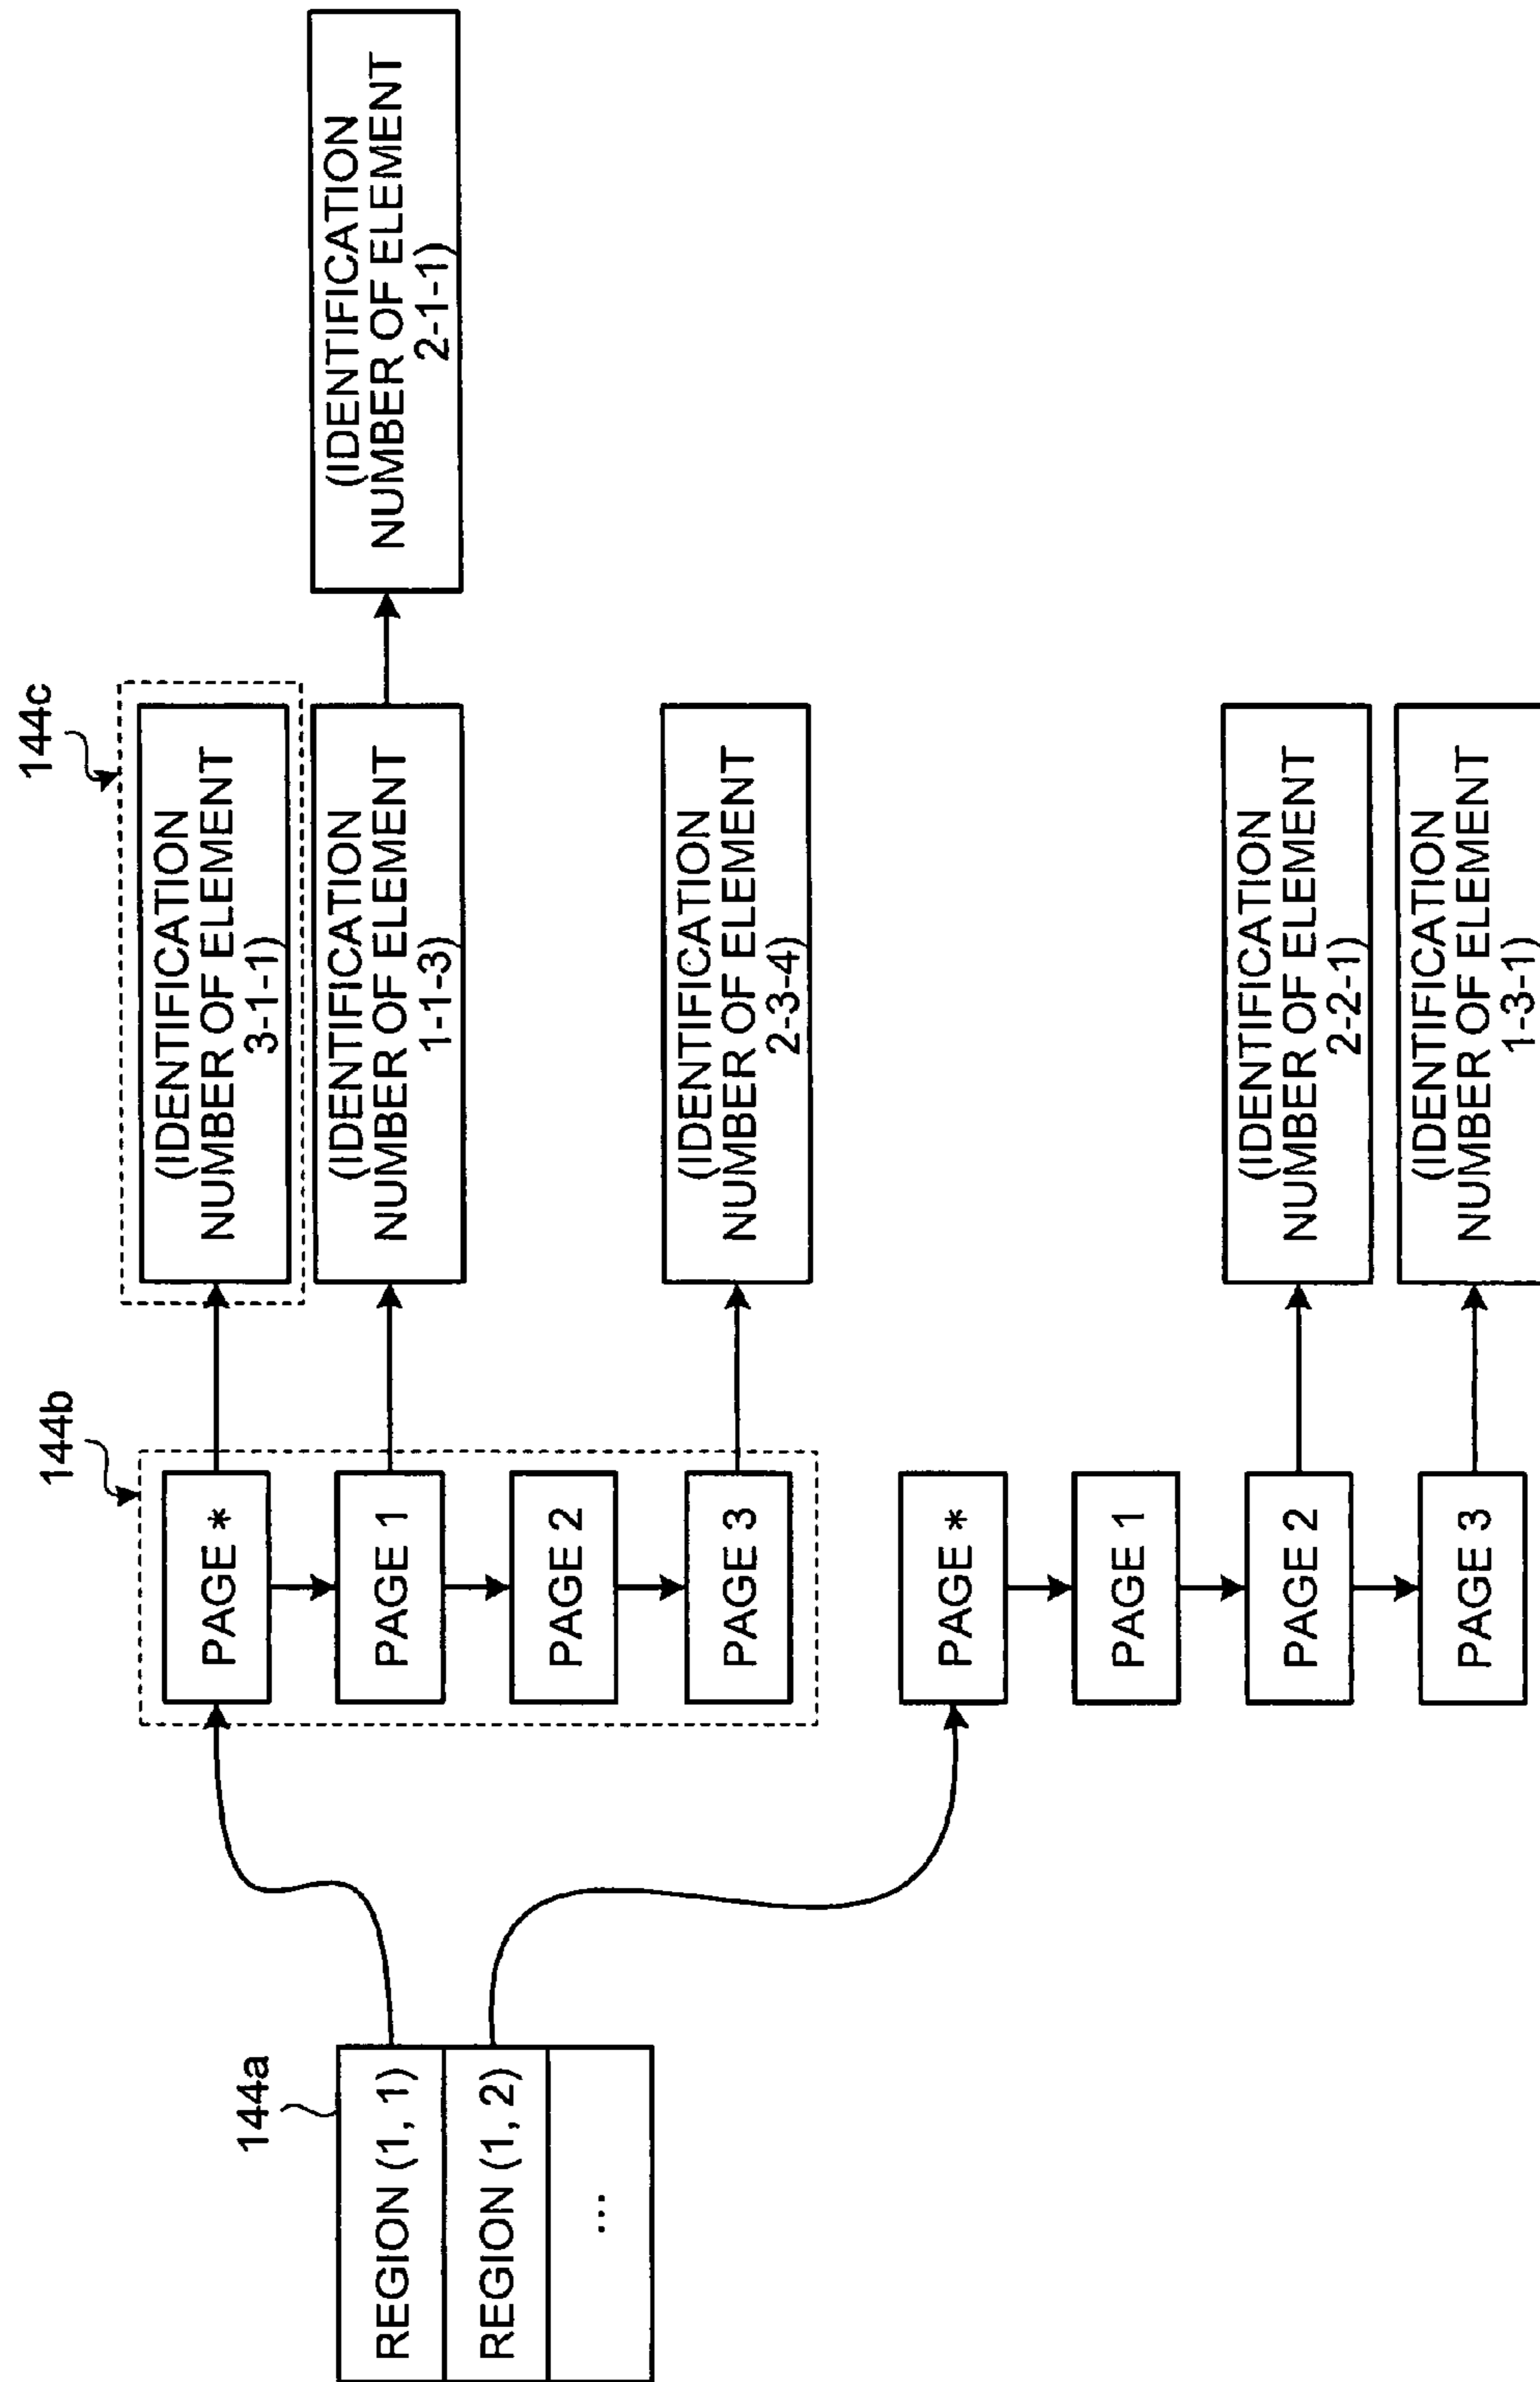 144a
REGION (1, 1)
REGION (1, 2)
...
144b
PAGE *
PAGE 1
PAGE 2
PAGE 3
144c
(IDENTIFICATION
NUMBER OF ELEMENT
3-1-1)
(IDENTIFICATION
NUMBER OF ELEMENT
1-1-3)
(IDENTIFICATION
NUMBER OF ELEMENT
2-1-1)
(IDENTIFICATION
NUMBER OF ELEMENT
2-3-4)
PAGE *
PAGE 1
PAGE 2
PAGE 3
(IDENTIFICATION
NUMBER OF ELEMENT
2-2-1)
(IDENTIFICATION
NUMBER OF ELEMENT
1-3-1)